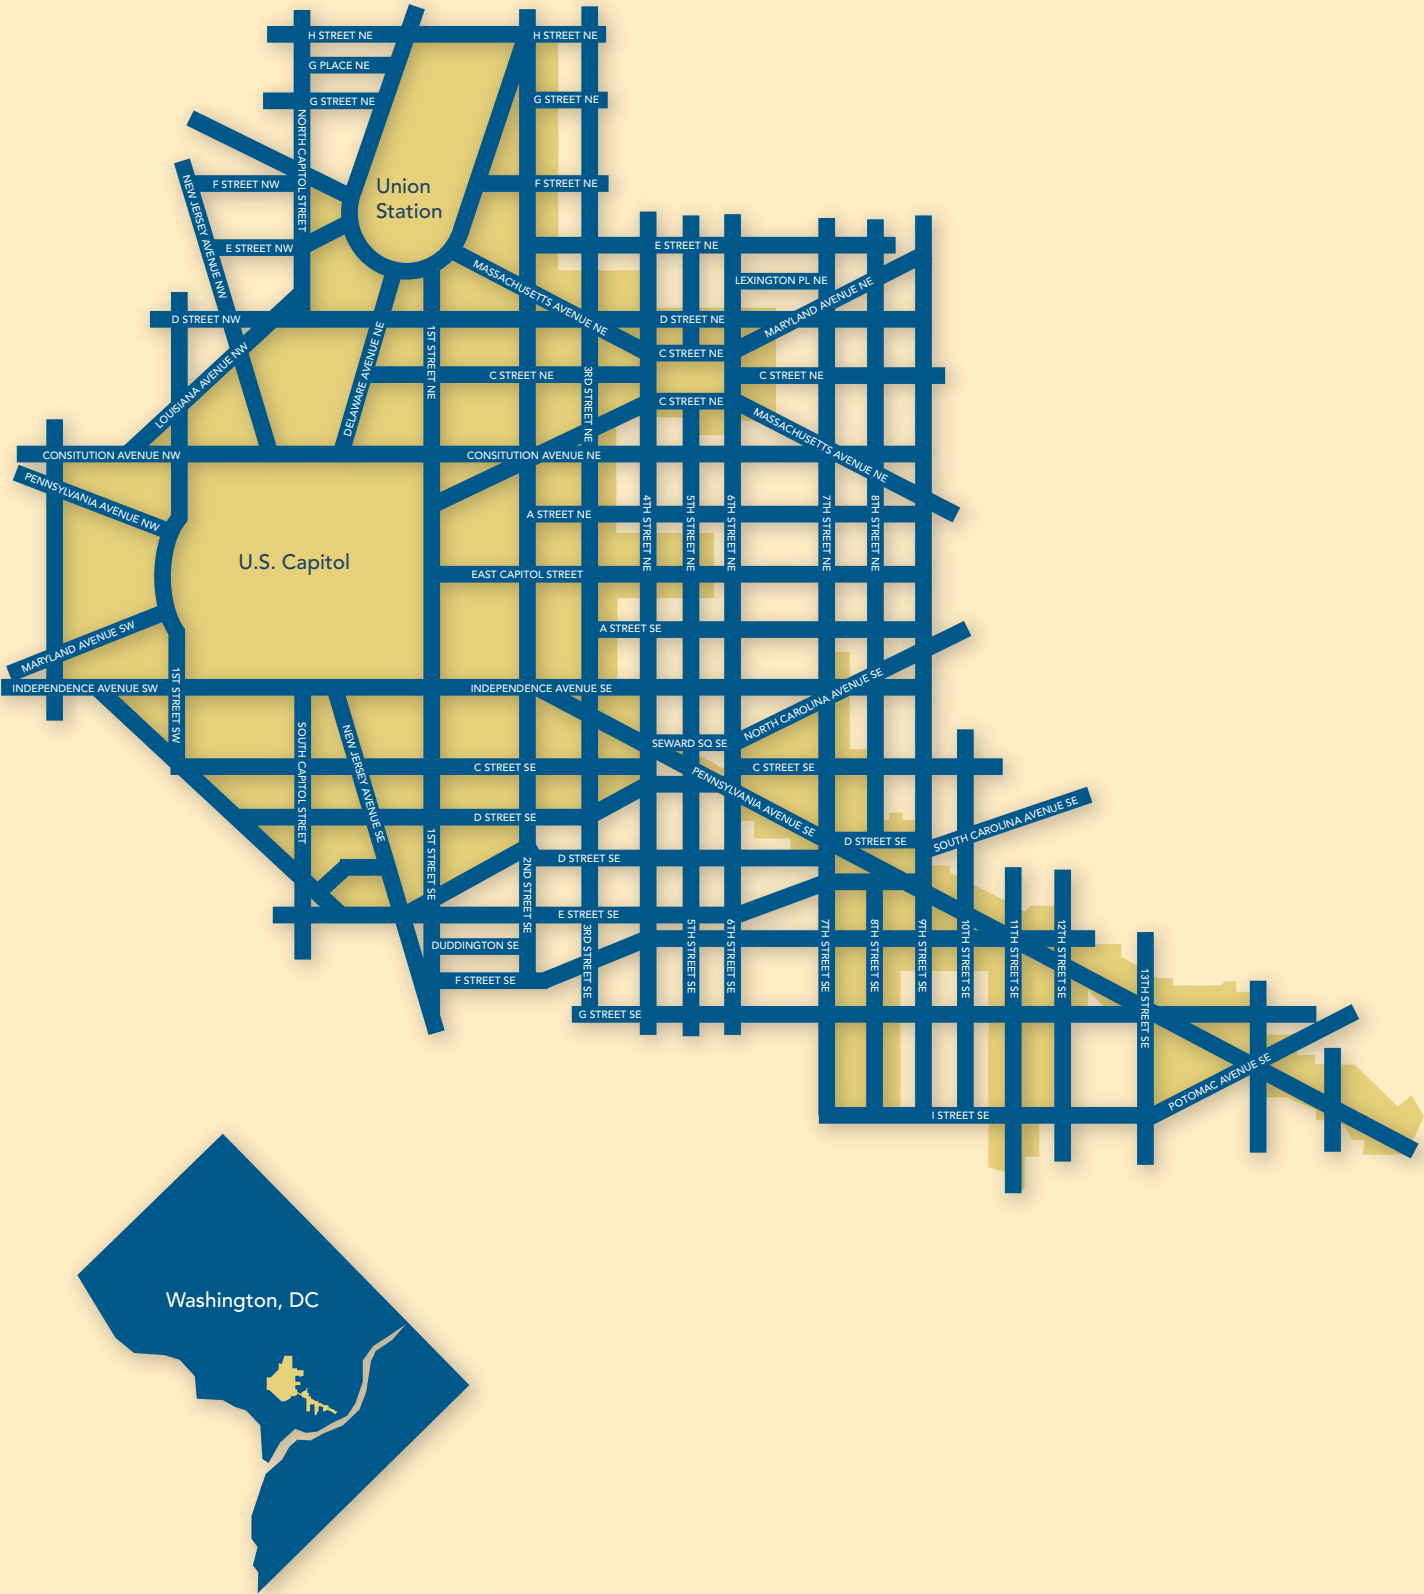 H STREET NE
H STREET NE
G PLACE NE
G STREET NE
G STREET NE
NORTH CAPITOL STREET
F STREET NW
Union
Station
F STREET NE
NEW JERSEY AVENUE NW
E STREET NW
E STREET NE
MASSACHUSETTS AVENUE NE
LEXINGTON PL NE
MARYLAND AVENUE NE
D STREET NW
D STREET NE
1ST STREET NE
DELAWARE AVENUE NE
LOUISIANA AVENUE NW
C STREET NE
C STREET NE
C STREET NE
3RD STREET NE
C STREET NE
MASSACHUSETTS AVENUE NE
CONSITUTION AVENUE NW
CONSITUTION AVENUE NE
PENNSYLVANIA AVENUE NW
A STREET NE
4TH STREET NE
5TH STREET NE
6TH STREET NE
7TH STREET NE
8TH STREET NE
U.S. Capitol
EAST CAPITOL STREET
A STREET SE
MARYLAND AVENUE SW
INDEPENDENCE AVENUE SW
INDEPENDENCE AVENUE SE
1ST STREET SW
NORTH CAROLINA AVENUE SE
SOUTH CAPITOL STREET
NEW JERSEY AVENUE SE
SEWARD SQ SE
C STREET SE
C STREET SE
PENNSYLVANIA AVENUE SE
D STREET SE
SOUTH CAROLINA AVENUE SE
D STREET SE
1ST STREET SE
D STREET SE
2ND STREET SE
E STREET SE
DUDDINGTON SE
3RD STREET SE
5TH STREET SE
6TH STREET SE
7TH STREET SE
8TH STREET SE
9TH STREET SE
10TH STREET SE
11TH STREET SE
12TH STREET SE
F STREET SE
13TH STREET SE
G STREET SE
POTOMAC AVENUE SE
I STREET SE
Washington, DC